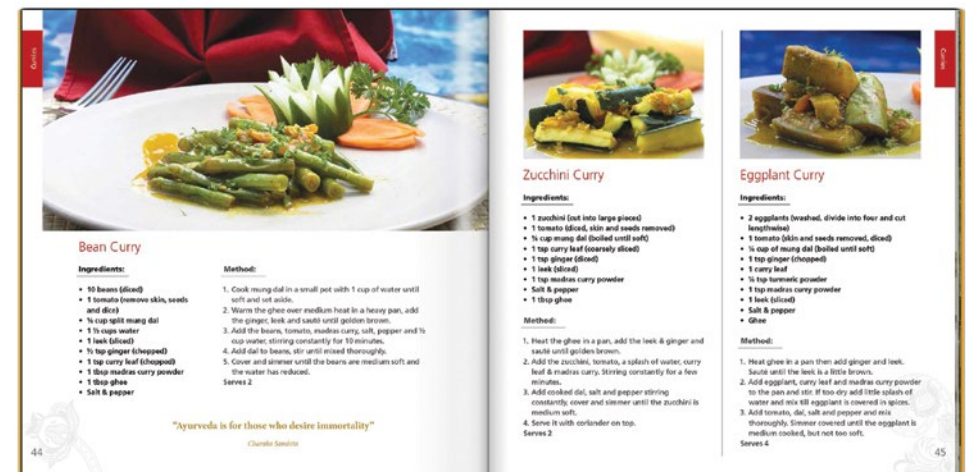 Curries
Bean Curry
Ingredients:
• 10 beans (diced)
• 1 tomato (remove skin, seeds
and dice)
• ¼ cup split mung dal
• 1 ½ cups water
• 1 leek (sliced)
• ½ tsp ginger (chopped)
• 1 tsp curry leaf (chopped)
• 1 tbsp madras curry powder
• 1 tbsp ghee
• Salt & pepper
Method:
1. Cook mung dal in a small pot with 1 cup of water until
soft and set aside.
2. Warm the ghee over medium heat in a heavy pan, add
the ginger, leek and sauté until golden brown.
3. Add the beans, tomato, madras curry, salt, pepper and ½
cup water, stirring constantly for 10 minutes.
4. Add dal to beans, stir until mixed thoroughly.
5. Cover and simmer until the beans are medium soft and
the water has reduced.
Serves 2
"Ayurveda is for those who desire immortality"
Charaka Samhita
44
Zucchini Curry
Ingredients:
• 1 zucchini (cut into large pieces)
• 1 tomato (diced, skin and seeds removed)
• ¼ cup mung dal (boiled until soft)
• 1 tsp curry leaf (coarsely sliced)
• 1 tsp ginger (diced)
• 1 leek (sliced)
• 1 tsp madras curry powder
• Salt & pepper
• 1 tbsp ghee
Method:
1. Heat the ghee in a pan, add the leek & ginger and
sauté until golden brown.
2. Add the zucchini, tomato, a splash of water, curry
leaf & madras curry. Stirring constantly for a few
minutes.
3. Add cooked dal, salt and pepper stirring
constantly, cover and simmer until the zucchini is
medium soft.
4. Serve it with coriander on top.
Serves 2
Eggplant Curry
Ingredients:
• 2 eggplants (washed, divide into four and cut
lengthwise)
• 1 tomato (skin and seeds removed, diced)
• ¼ cup of mung dal (boiled until soft)
• 1 tsp ginger (chopped)
• 1 curry leaf
• ½ tsp turmeric powder
• 1 tsp madras curry powder
• 1 leek (sliced)
• Salt & pepper
• Ghee
Method:
1. Heat ghee in a pan then add ginger and leek.
Sauté until the leek is a little brown.
2. Add eggplant, curry leaf and madras curry powder
to the pan and stir. If too dry add little splash of
water and mix till eggplant is covered in spices.
3. Add tomato, dal, salt and pepper and mix
thoroughly. Simmer covered until the eggplant is
medium cooked, but not too soft.
Serves 4
Curries
45